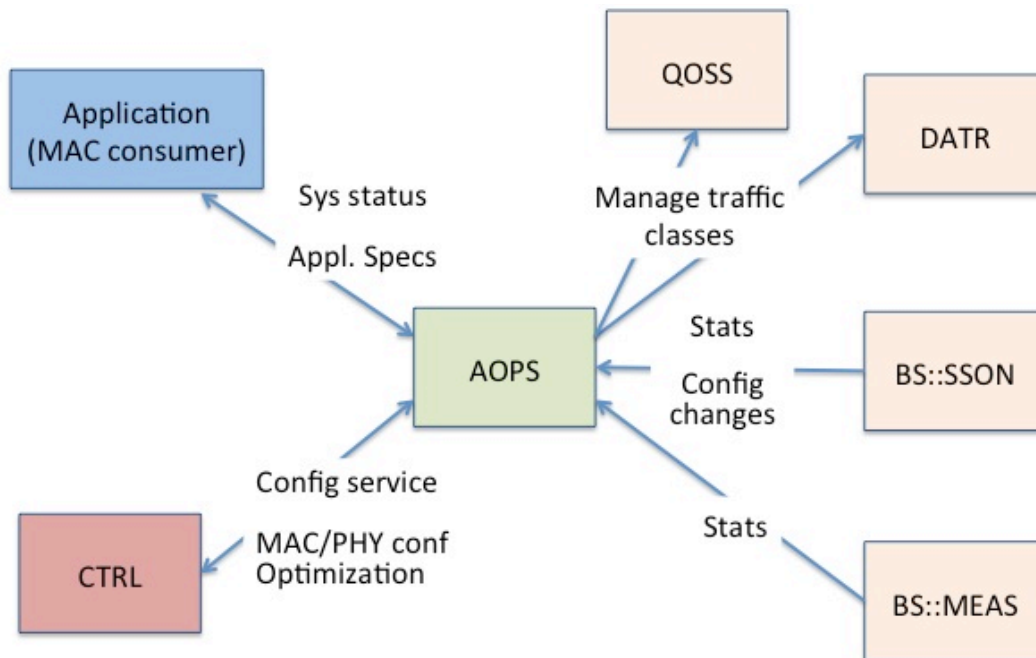 QOSS
Application
(MAC consumer)
DATR
Sys status
Manage traffic
classes
Appl. Specs
Stats
AOPS
BS::SSON
Config
changes
Config service
Stats
MAC/PHY conf
Optimization
CTRL
BS::MEAS